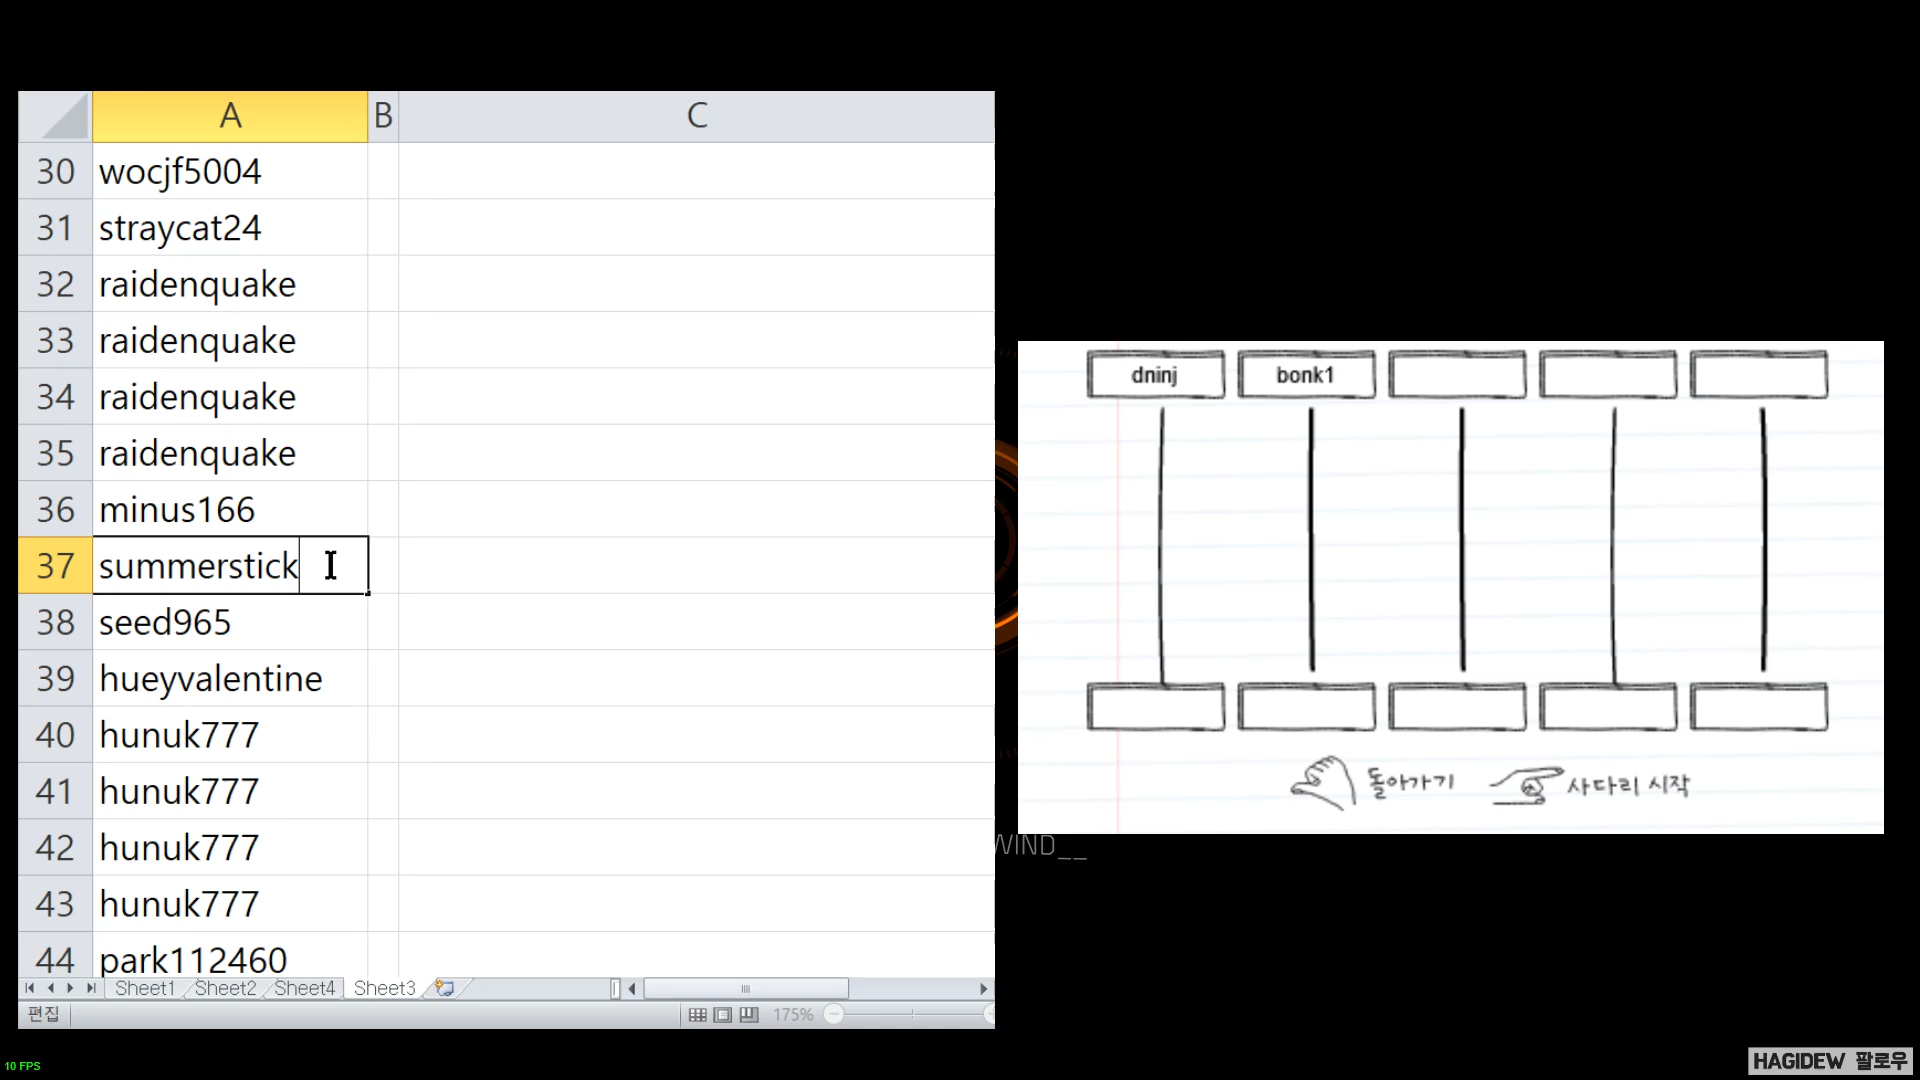 A B C
30 wocjf5004
31 straycat24
32 raidenquake
33 raidenquake
34 raidenquake
35 raidenquake
36 minus166
37 summerstick
38 seed965
39 hueyvalentine
40 hunuk777
41 hunuk777
42 hunuk777
43 hunuk777
44 park112460
Sheet1 Sheet2 Sheet4 Sheet3
편집 175%
dninj bonk1
돌아가기 사다리 시작
WIND__
10 FPS
HAGIDEW 팔로우